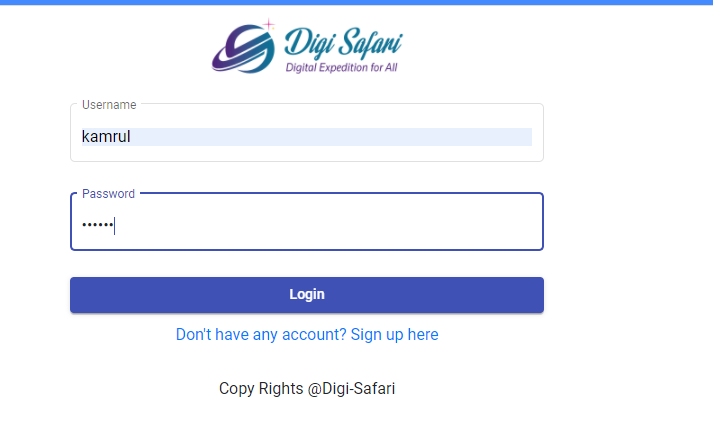 Digi Safari
Digital Expedition for All
Username
kamrul
Password
••••••
Login
Don't have any account? Sign up here
Copy Rights @Digi-Safari